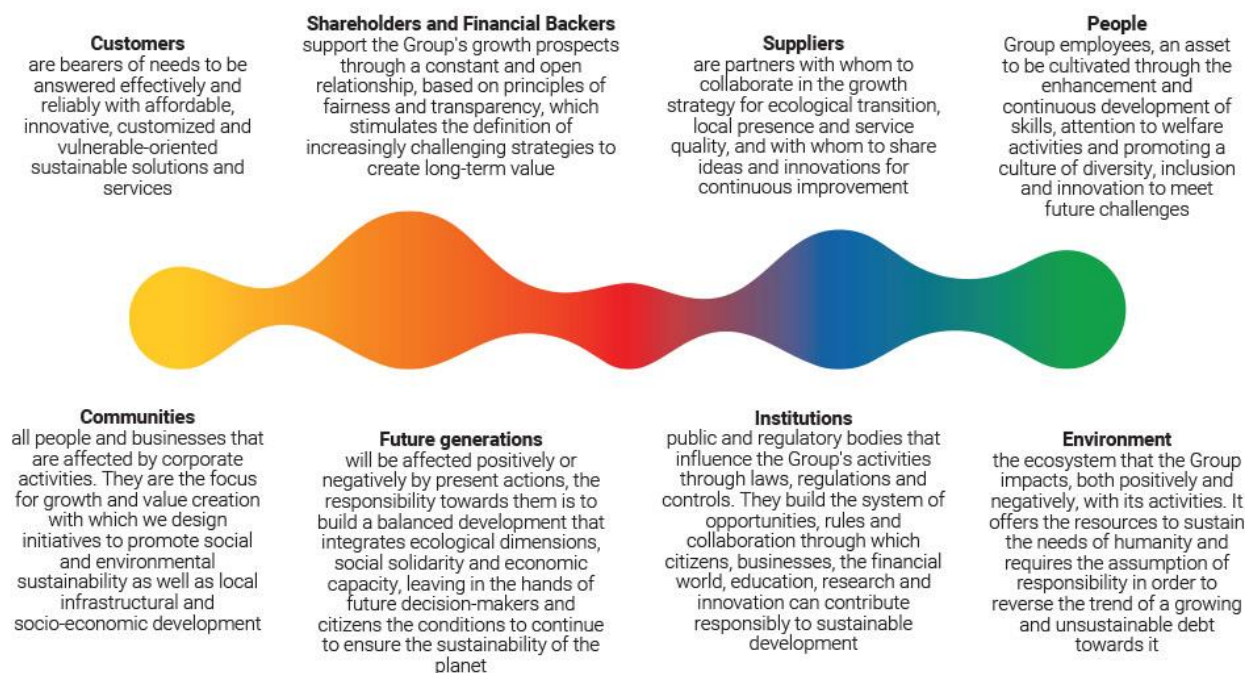 Customers
are bearers of needs to be
answered effectively and
reliably with affordable,
innovative, customized and
vulnerable-oriented
sustainable solutions and
services
Shareholders and Financial Backers
support the Group's growth prospects
through a constant and open
relationship, based on principles of
fairness and transparency, which
stimulates the definition of
increasingly challenging strategies to
create long-term value
Suppliers
are partners with whom to
collaborate in the growth
strategy for ecological transition,
local presence and service
quality, and with whom to share
ideas and innovations for
continuous improvement
People
Group employees, an asset
to be cultivated through the
enhancement and
continuous development of
skills, attention to welfare
activities and promoting a
culture of diversity, inclusion
and innovation to meet
future challenges
Communities
all people and businesses that
are affected by corporate
activities. They are the focus
for growth and value creation
with which we design
initiatives to promote social
and environmental
sustainability as well as local
infrastructural and
socio-economic development
Future generations
will be affected positively or
negatively by present actions, the
responsibility towards them is to
build a balanced development that
integrates ecological dimensions,
social solidarity and economic
capacity, leaving in the hands of
future decision-makers and
citizens the conditions to continue
to ensure the sustainability of the
planet
Institutions
public and regulatory bodies that
influence the Group's activities
through laws, regulations and
controls. They build the system of
opportunities, rules and
collaboration through which
citizens, businesses, the financial
world, education, research and
innovation can contribute
responsibly to sustainable
development
Environment
the ecosystem that the Group
impacts, both positively and
negatively, with its activities. It
offers the resources to sustain
the needs of humanity and
requires the assumption of
responsibility in order to
reverse the trend of a growing
and unsustainable debt
towards it